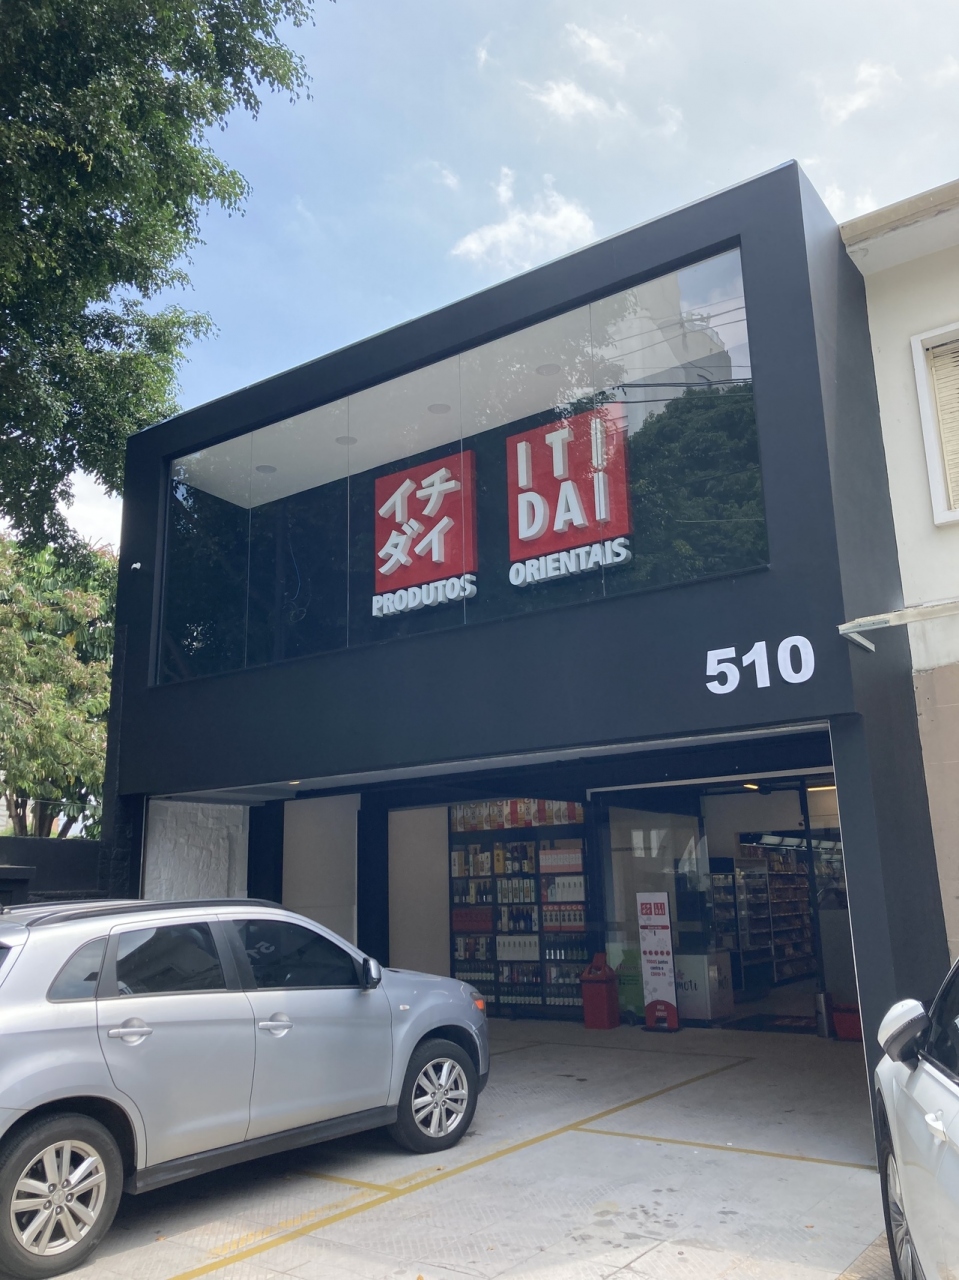 イチ
ダイ
PRODUTOS
ITI
DAI
ORIENTAIS
510